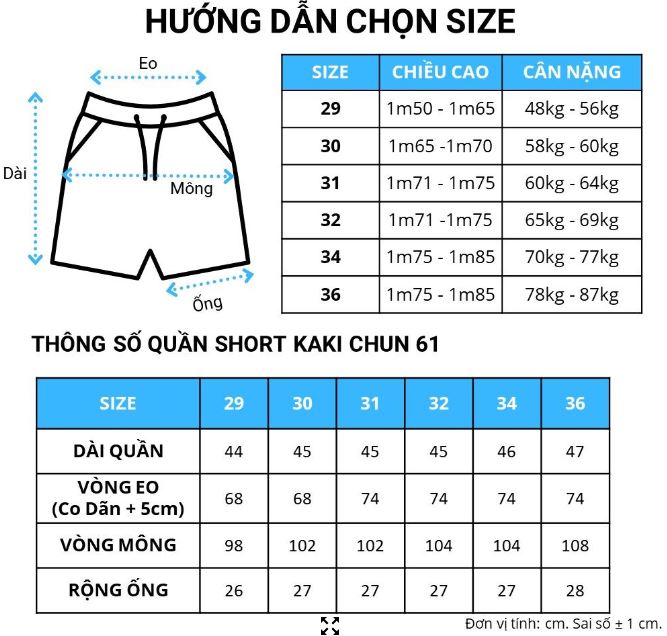 HƯỚNG DẪN CHỌN SIZE
Eo
Dài
Mông
Ống
SIZE CHIỀU CAO CÂN NẶNG
29 1m50 - 1m65 48kg - 56kg
30 1m65 -1m70 58kg - 60kg
31 1m71 - 1m75 60kg - 64kg
32 1m71 -1m75 65kg - 69kg
34 1m75 - 1m85 70kg - 77kg
36 1m75 - 1m85 78kg - 87kg
THÔNG SỐ QUẦN SHORT KAKI CHUN 61
SIZE 29 30 31 32 34 36
DÀI QUẦN 44 45 45 45 46 47
VÒNG EO
(Co Dãn + 5cm) 68 68 74 74 74 74
VÒNG MÔNG 98 102 102 104 104 108
RỘNG ỐNG 26 27 27 27 27 28
Đơn vị tính: cm. Sai số ± 1 cm.